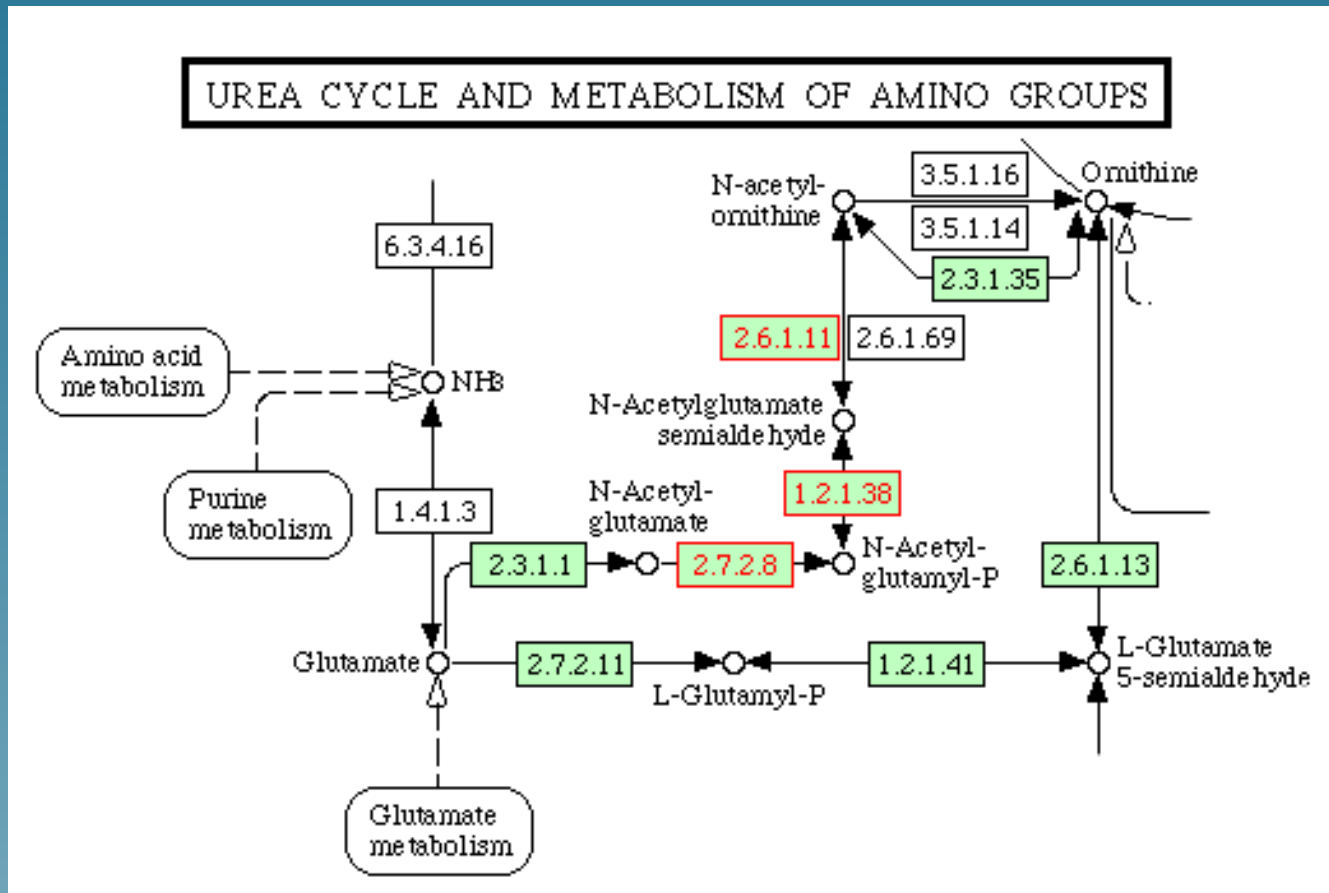 UREA CYCLE AND METABOLISM OF AMINO GROUPS
N-acetyl-
ornithine
3.5.1.16
3.5.1.14
2.3.1.35
Ornithine
6.3.4.16
2.6.1.11
2.6.1.69
Amino acid
metabolism
NH3
N-Acetylglutamate
semialdehyde
Purine
metabolism
1.4.1.3
N-Acetyl-
glutamate
1.2.1.38
2.3.1.1
2.7.2.8
N-Acetyl-
glutamyl-P
2.6.1.13
Glutamate
2.7.2.11
L-Glutamyl-P
1.2.1.41
L-Glutamate
5-semialdehyde
Glutamate
metabolism